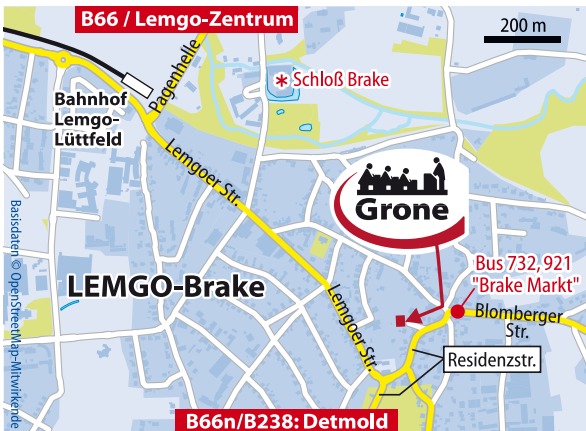 B66 / Lemgo-Zentrum
200 m
Pagenhelle
* Schloß Brake
Bahnhof
Lemgo-
Lüttfeld
Lemgoer Str.
Grone
Basisdaten © OpenStreetMap-Mitwirkende
LEMGO-Brake
Bus 732, 921
"Brake Markt"
Lemgoer Str.
Blomberger
Str.
Residenzstr.
B66n/B238: Detmold